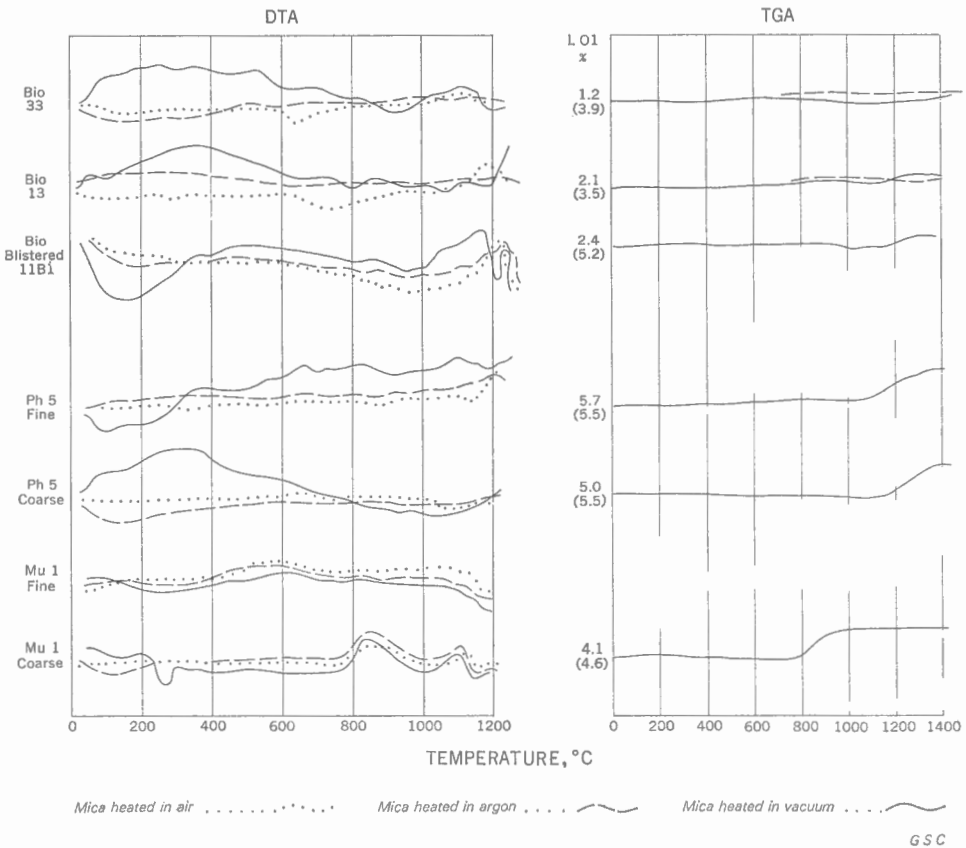 DTA
TGA
L O1
%
Bio
33
Bio
13
Bio
Blistered
11B1
Ph 5
Fine
Ph 5
Coarse
Mu 1
Fine
Mu 1
Coarse
1.2
(3.9)
2.1
(3.5)
2.4
(5.2)
5.7
(5.5)
5.0
(5.5)
4.1
(4.6)
0 200 400 600 800 1000 1200
0 200 400 600 800 1000 1200 1400
TEMPERATURE, °C
Mica heated in air
Mica heated in argon
Mica heated in vacuum
GSC